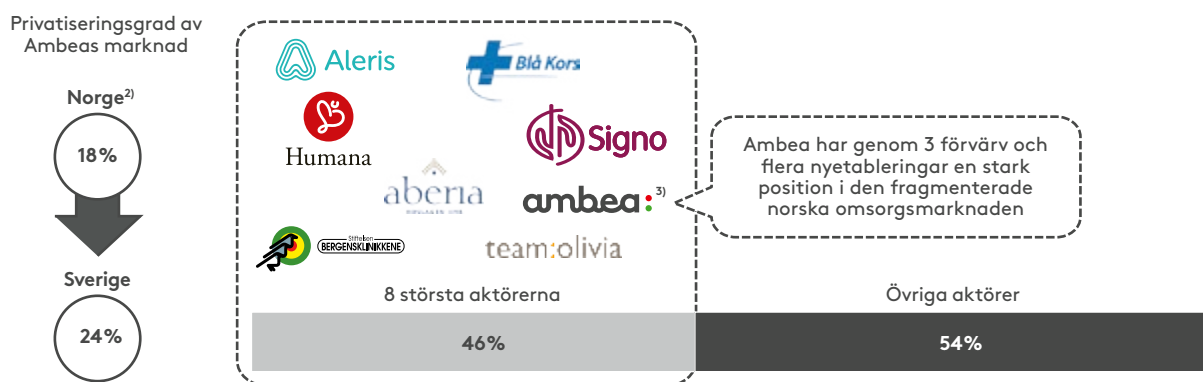 Privatiseringsgrad av
Ambeas marknad
Norge2)
18%
Sverige
24%
Aleris
Blå Kors
Humana
Signo
aberia
ambea:3)
Stiftelsen
BERGENSKLINIKKENE
team:olivia
Ambea har genom 3 förvärv och
flera nyetableringar en stark
position i den fragmenterade
norska omsorgsmarknaden
8 största aktörerna
Övriga aktörer
46%
54%